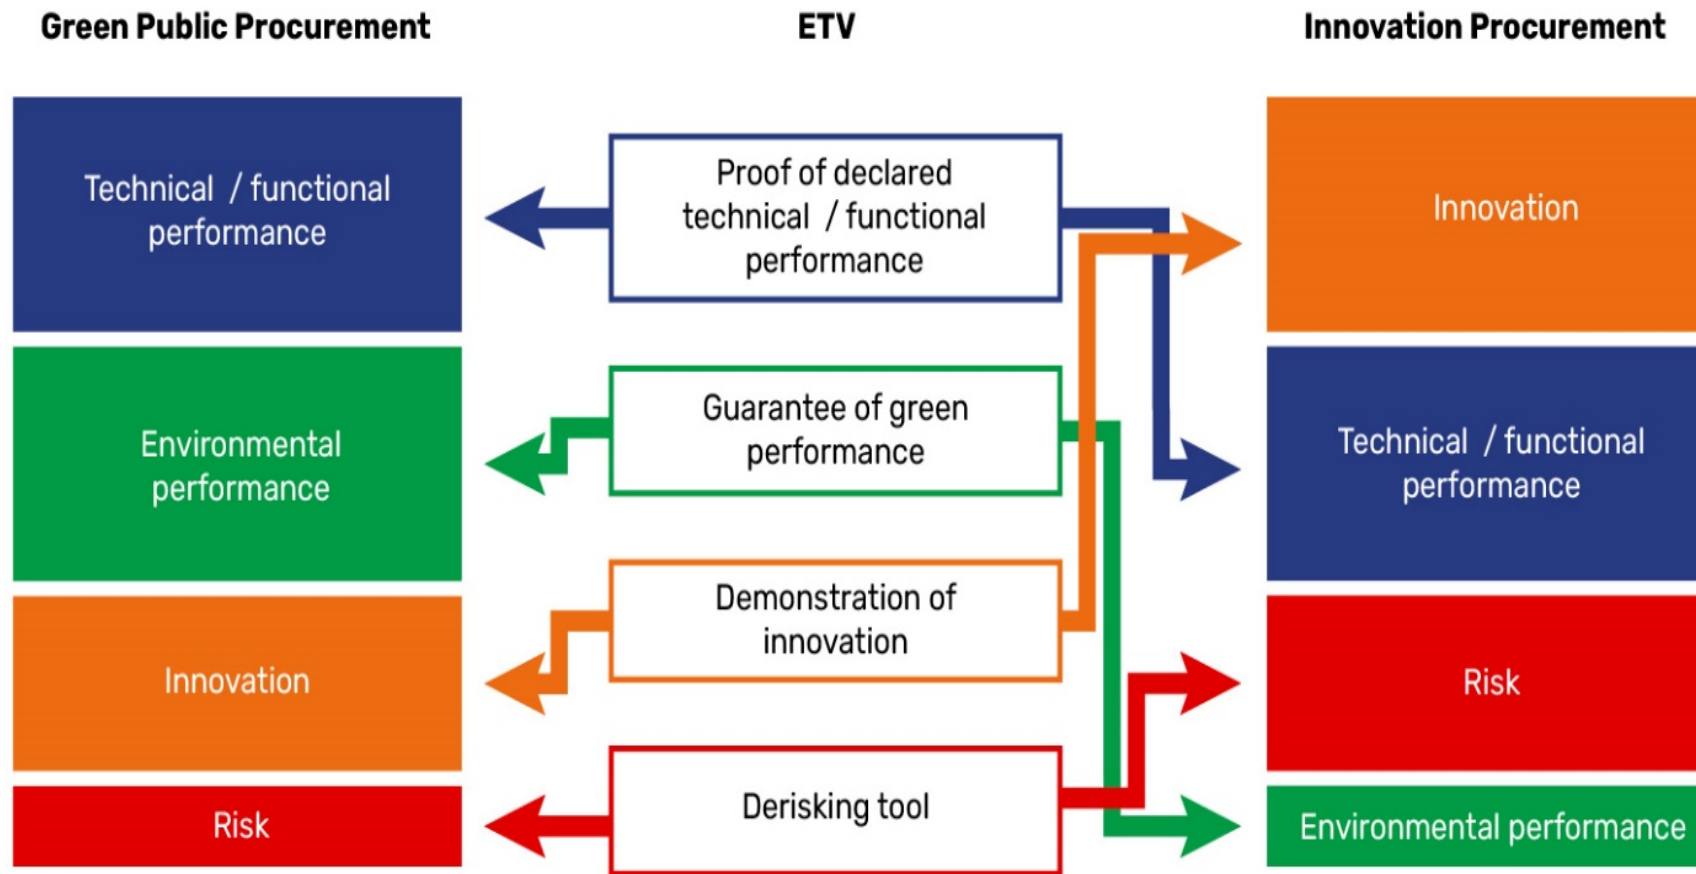 Green Public Procurement
ETV
Innovation Procurement
Technical / functional
performance
Environmental
performance
Innovation
Risk
Proof of declared
technical / functional
performance
Guarantee of green
performance
Demonstration of
innovation
Derisking tool
Innovation
Technical / functional
performance
Risk
Environmental performance